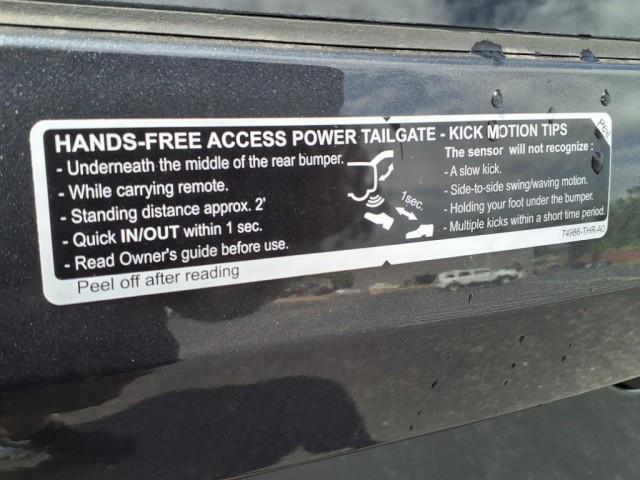 HANDS-FREE ACCESS POWER TAILGATE - KICK MOTION TIPS
- Underneath the middle of the rear bumper.
- While carrying remote.
- Standing distance approx. 2'
- Quick IN/OUT within 1 sec.
- Read Owner's guide before use.
1sec.
The sensor will not recognize :
- A slow kick.
- Side-to-side swing/waving motion.
- Holding your foot under the bumper.
- Multiple kicks within a short time period.
74986-THR-A0
Peel off after reading